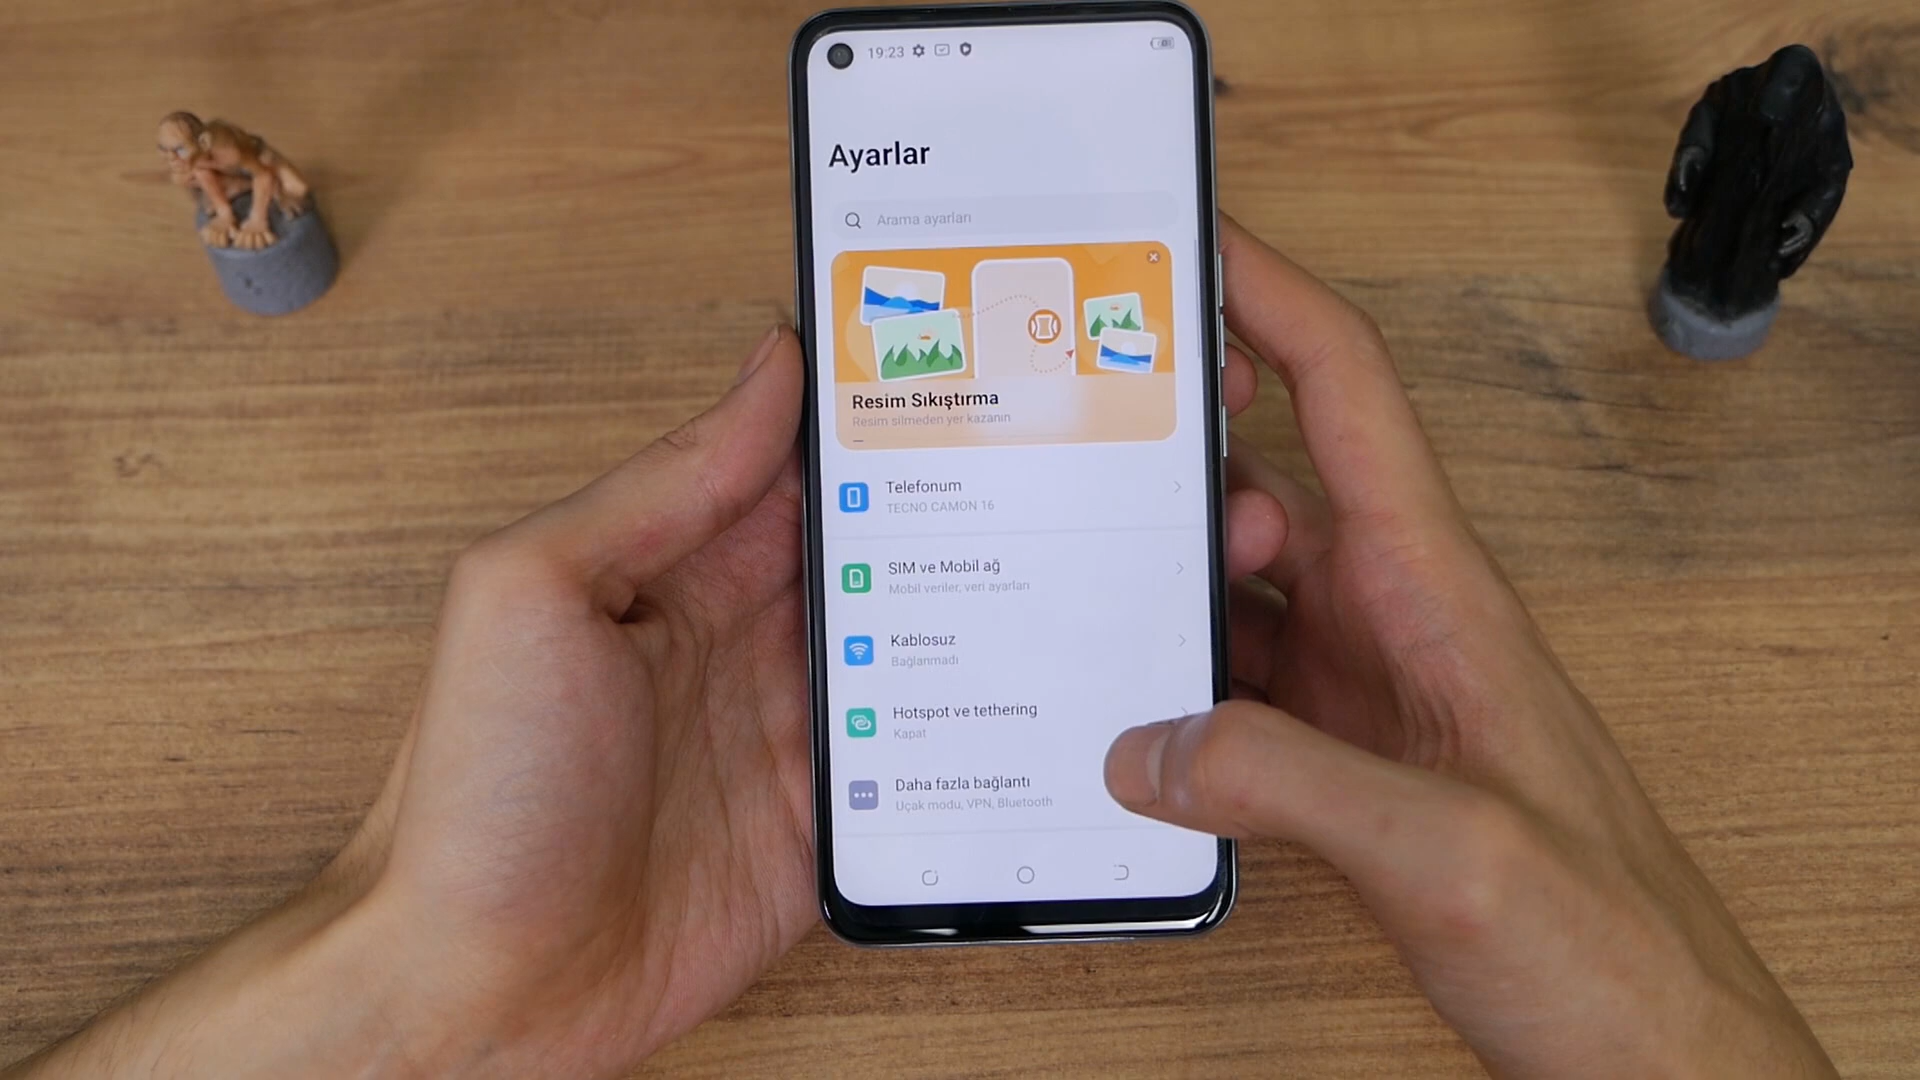 19:23
Ayarlar
Arama ayarları
Resim Sıkıştırma
Resim silmeden yer kazanın
Telefonum
TECNO CAMON 16
SIM ve Mobil ağ
Mobil veriler, veri ayarları
Kablosuz
Bağlanmadı
Hotspot ve tethering
Kapat
Daha fazla bağlantı
Uçak modu, VPN, Bluetooth